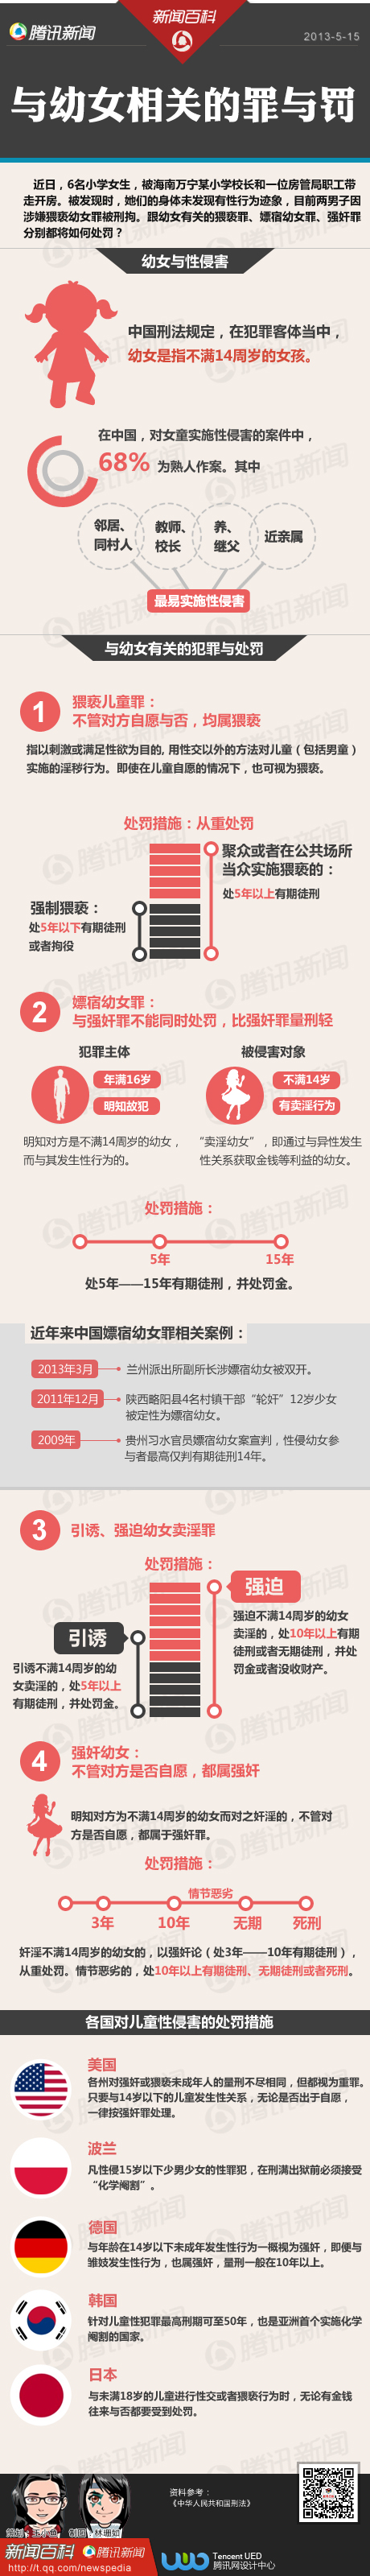 腾讯新闻
新闻百科
2013-5-15
与幼女相关的罪与罚
近日，6名小学女生，被海南万宁某小学校长和一位房管局职工带
走开房。被发现时，她们的身体未发现有性行为迹象，目前两男子因
涉嫌猥亵幼女罪被刑拘。跟幼女有关的猥亵罪、嫖宿幼女罪、强奸罪
分别都将如何处罚？
幼女与性侵害
中国刑法规定，在犯罪客体当中，
幼女是指不满14周岁的女孩。
在中国，对女童实施性侵害的案件中，
68% 为熟人作案。其中
邻居、
同村人
教师、
校长
养、
继父
近亲属
最易实施性侵害
与幼女有关的犯罪与处罚
1
猥亵儿童罪：
不管对方自愿与否，均属猥亵
指以刺激或满足性欲为目的, 用性交以外的方法对儿童（包括男童）
实施的淫秽行为。即使在儿童自愿的情况下，也可视为猥亵。
处罚措施：从重处罚
聚众或者在公共场所
当众实施猥亵的：
处5年以上有期徒刑
强制猥亵：
处5年以下有期徒刑
或者拘役
2
嫖宿幼女罪：
与强奸罪不能同时处罚，比强奸罪量刑轻
犯罪主体
年满16岁
明知故犯
明知对方是不满14周岁的幼女，
而与其发生性行为的。
被侵害对象
不满14岁
有卖淫行为
“卖淫幼女”，即通过与异性发生
性关系获取金钱等利益的幼女。
处罚措施：
5年
15年
处5年——15年有期徒刑，并处罚金。
近年来中国嫖宿幼女罪相关案例：
2013年3月
兰州派出所副所长涉嫖宿幼女被双开。
2011年12月
陕西略阳县4名村镇干部“轮奸”12岁少女
被定性为嫖宿幼女。
2009年
贵州习水官员嫖宿幼女案宣判，性侵幼女参
与者最高仅判有期徒刑14年。
3
引诱、强迫幼女卖淫罪
处罚措施：
强迫
强迫不满14周岁的幼女
卖淫的，处10年以上有期
徒刑或者无期徒刑，并处
罚金或者没收财产。
引诱
引诱不满14周岁的幼
女卖淫的，处5年以上
有期徒刑，并处罚金。
4
强奸幼女：
不管对方是否自愿，都属强奸
明知对方为不满14周岁的幼女而对之奸淫的，不管对
方是否自愿，都属于强奸罪。
处罚措施：
情节恶劣
3年
10年
无期
死刑
奸淫不满14周岁的幼女的，以强奸论（处3年——10年有期徒刑），
从重处罚。情节恶劣的，处10年以上有期徒刑、无期徒刑或者死刑。
各国对儿童性侵害的处罚措施
美国
各州对强奸或猥亵未成年人的量刑不尽相同，但都视为重罪。
只要与14岁以下的儿童发生性关系，无论是否出于自愿，
一律按强奸罪处理。
波兰
凡性侵15岁以下少男少女的性罪犯，在刑满出狱前必须接受
“化学阉割”。
德国
与年龄在14岁以下未成年发生性行为一概视为强奸，即便与
雏妓发生性行为，也属强奸，量刑一般在10年以上。
韩国
针对儿童性犯罪最高刑期可至50年，也是亚洲首个实施化学
阉割的国家。
日本
与未满18岁的儿童进行性交或者猥亵行为时，无论有金钱
往来与否都要受到处罚。
资料参考：
《中华人民共和国刑法》
新闻百科
腾讯新闻
http://t.qq.com/newspedia
Tencent UED
腾讯网设计中心